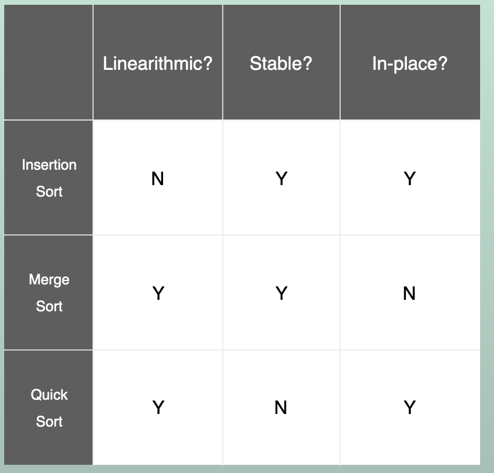 Linearithmic? Stable? In-place?
Insertion
Sort
N Y Y
Merge
Sort
Y Y N
Quick
Sort
Y N Y